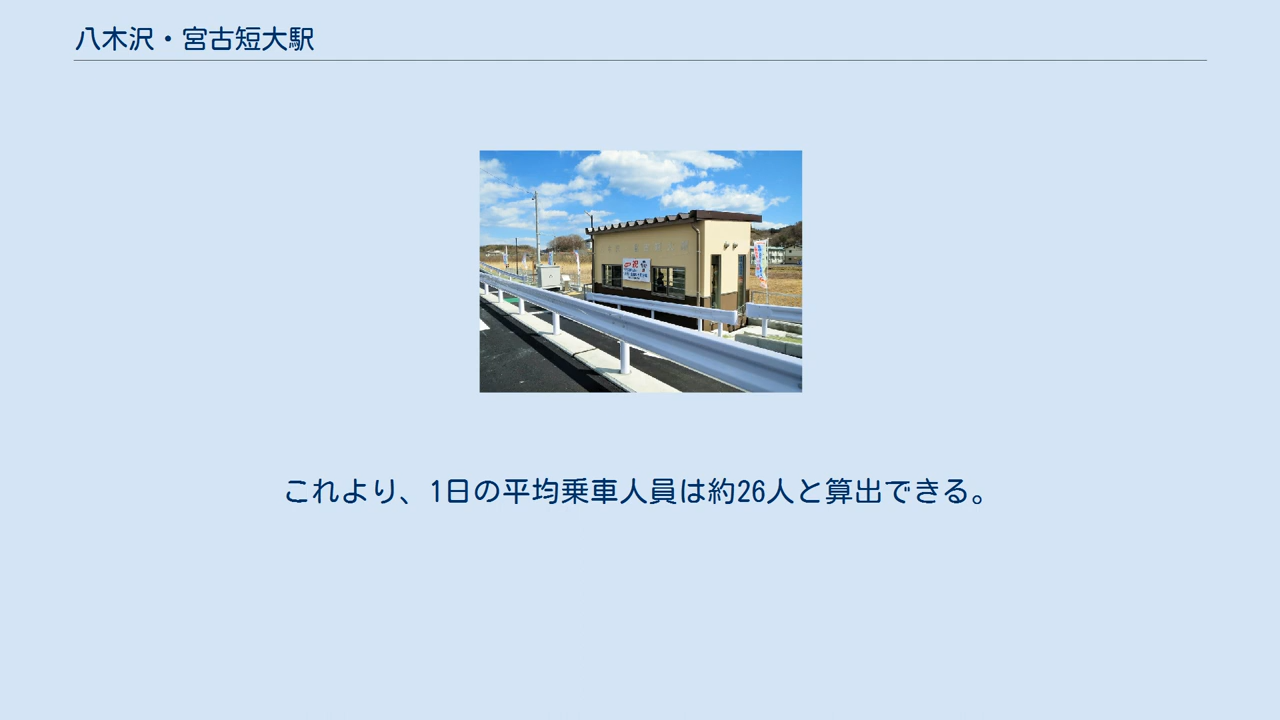 八木沢・宮古短大駅
祝
これより、1日の平均乗車人員は約26人と算出できる。